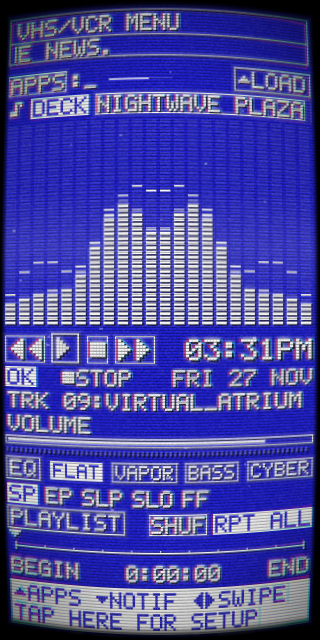 VHS/VCR MENU
IE NEWS.
APPS:_ ▲LOAD
♪ DECK NIGHTWAVE PLAZA
03:31PM
OK ■STOP FRI 27 NOV
TRK 09:VIRTUAL_ATRIUM
VOLUME
EQ FLAT VAPOR BASS CYBER
SP EP SLP SLO FF
PLAYLIST SHUF RPT ALL
BEGIN 0:00:00 END
▲APPS ▼NOTIF ◀▶SWIPE
TAP HERE FOR SETUP